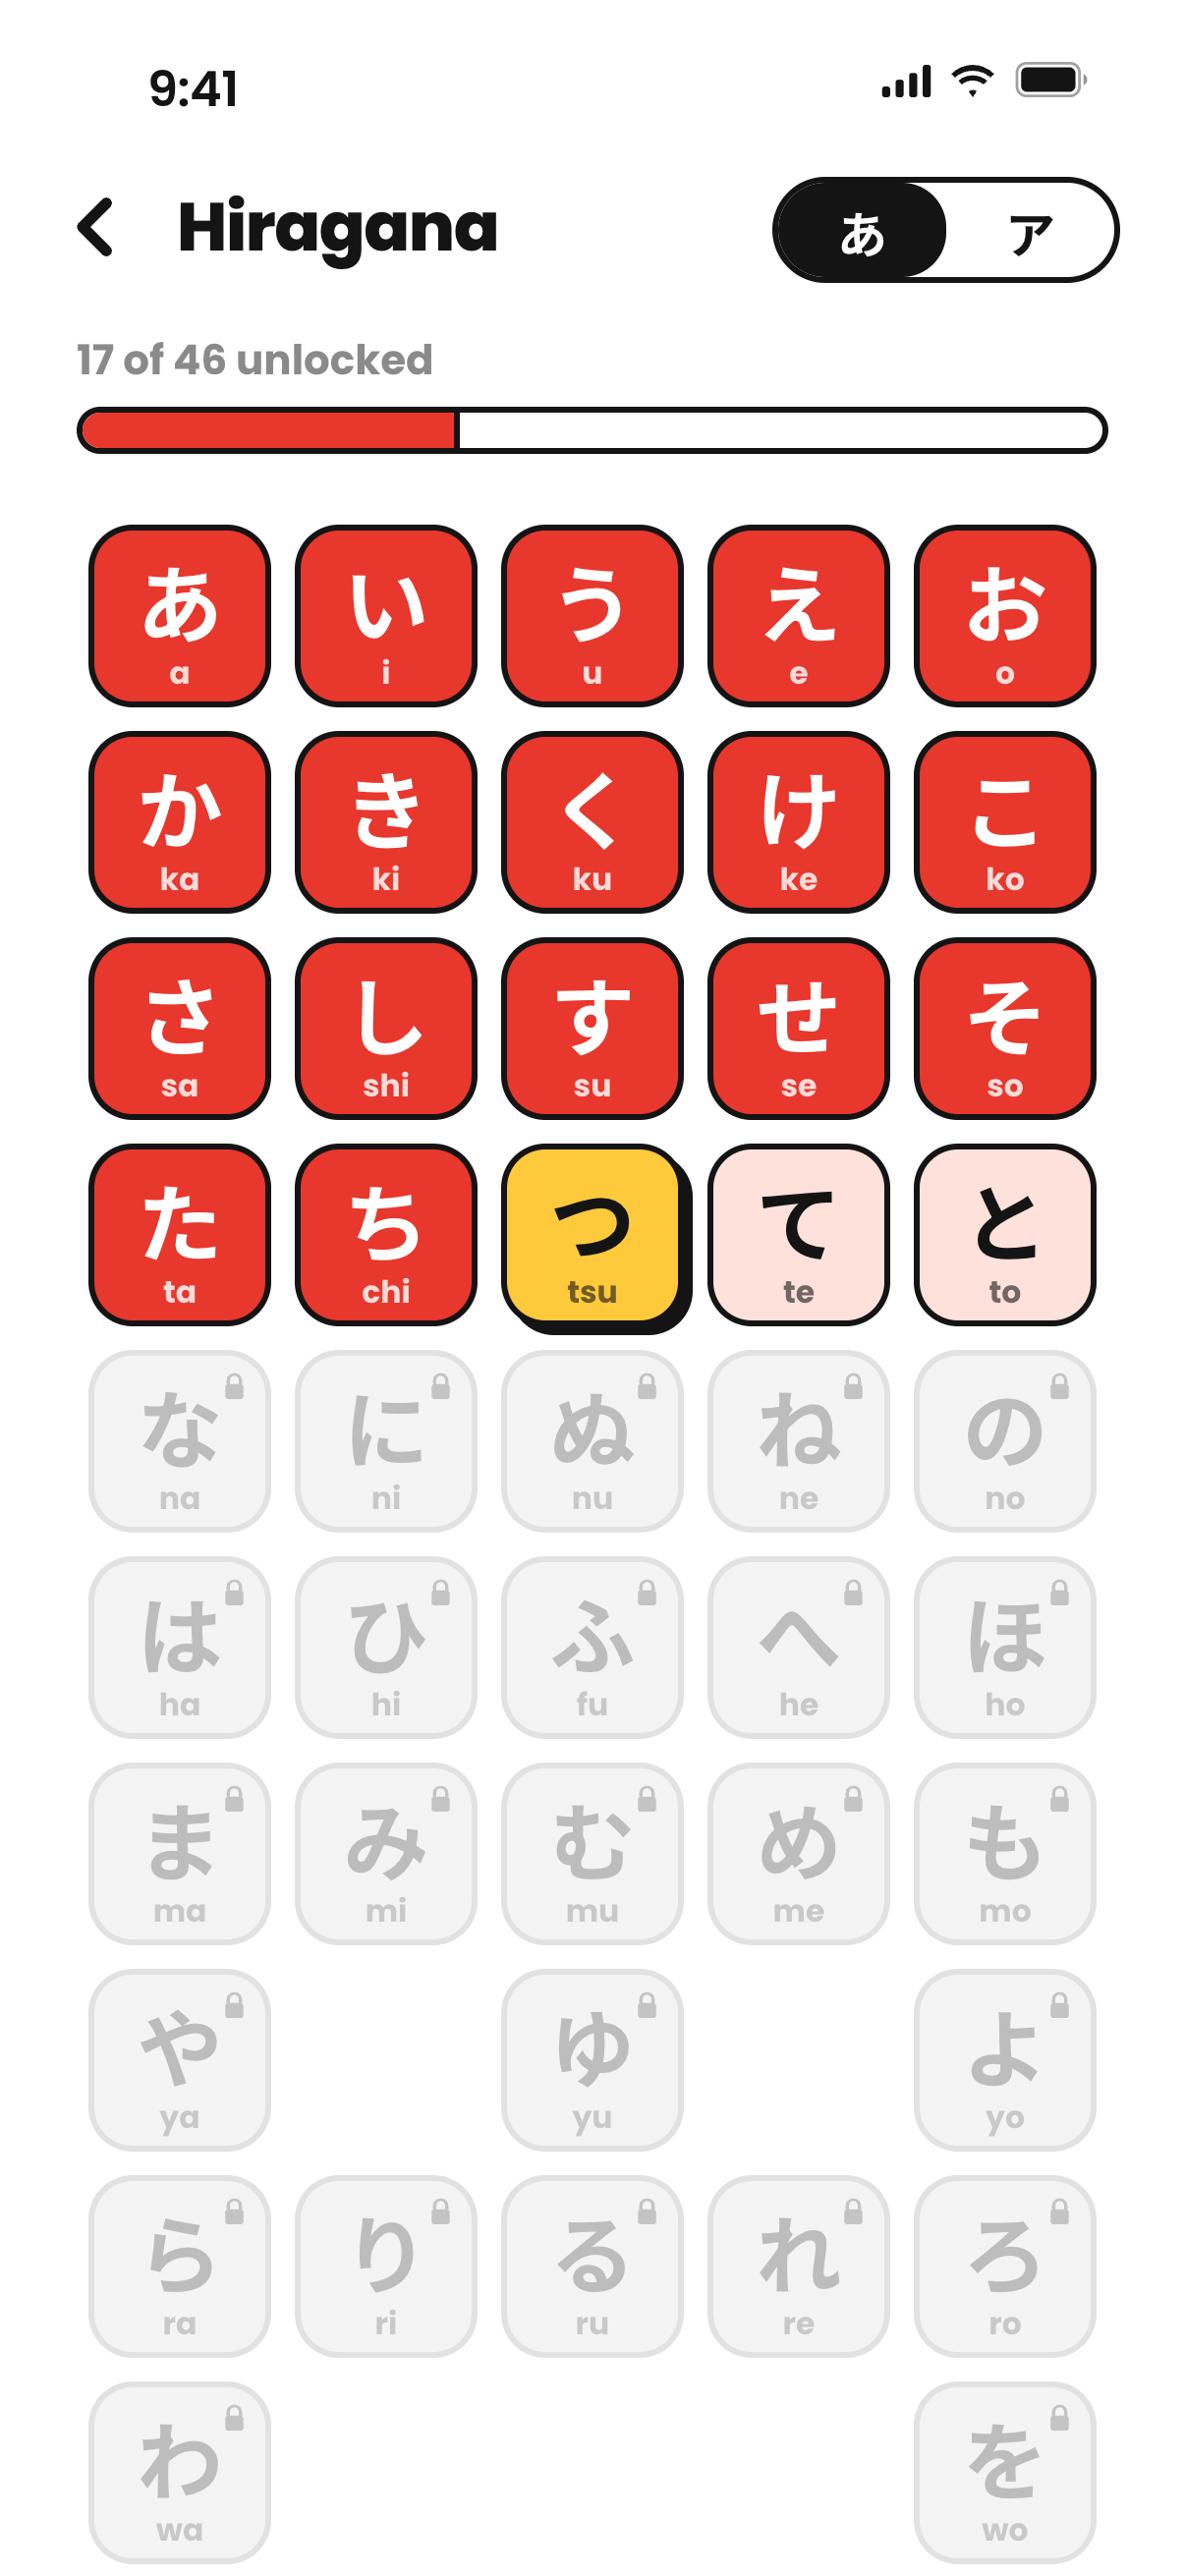 9:41
Hiragana
あ ア
17 of 46 unlocked
あ い う え お
a i u e o
か き く け こ
ka ki ku ke ko
さ し す せ そ
sa shi su se so
た ち つ て と
ta chi tsu te to
な に ぬ ね の
na ni nu ne no
は ひ ふ へ ほ
ha hi fu he ho
ま み む め も
ma mi mu me mo
や ゆ よ
ya yu yo
ら り る れ ろ
ra ri ru re ro
わ を
wa wo